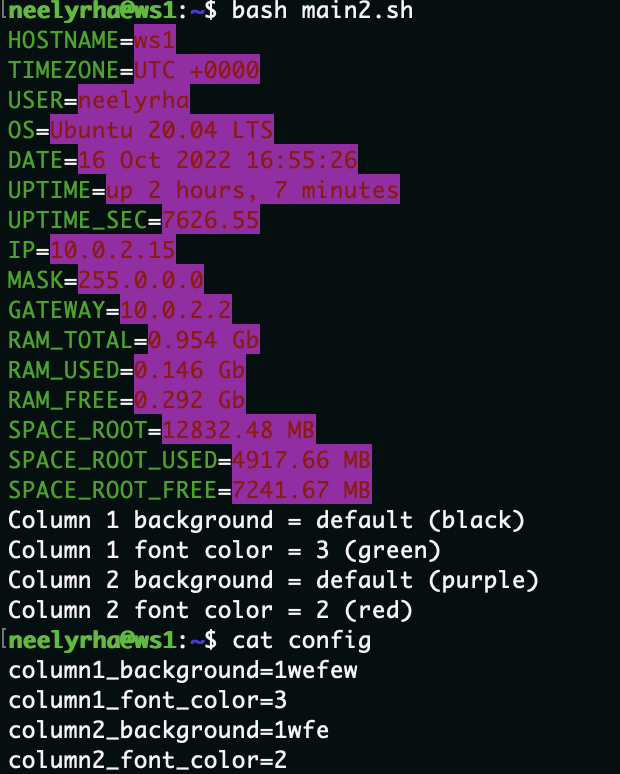 [neelyrha@ws1:~$ bash main2.sh
HOSTNAME=ws1
TIMEZONE=UTC +0000
USER=neelyrha
OS=Ubuntu 20.04 LTS
DATE=16 Oct 2022 16:55:26
UPTIME=up 2 hours, 7 minutes
UPTIME_SEC=7626.55
IP=10.0.2.15
MASK=255.0.0.0
GATEWAY=10.0.2.2
RAM_TOTAL=0.954 Gb
RAM_USED=0.146 Gb
RAM_FREE=0.292 Gb
SPACE_ROOT=12832.48 MB
SPACE_ROOT_USED=4917.66 MB
SPACE_ROOT_FREE=7241.67 MB
Column 1 background = default (black)
Column 1 font color = 3 (green)
Column 2 background = default (purple)
Column 2 font color = 2 (red)
[neelyrha@ws1:~$ cat config
column1_background=1wefew
column1_font_color=3
column2_background=1wfe
column2_font_color=2